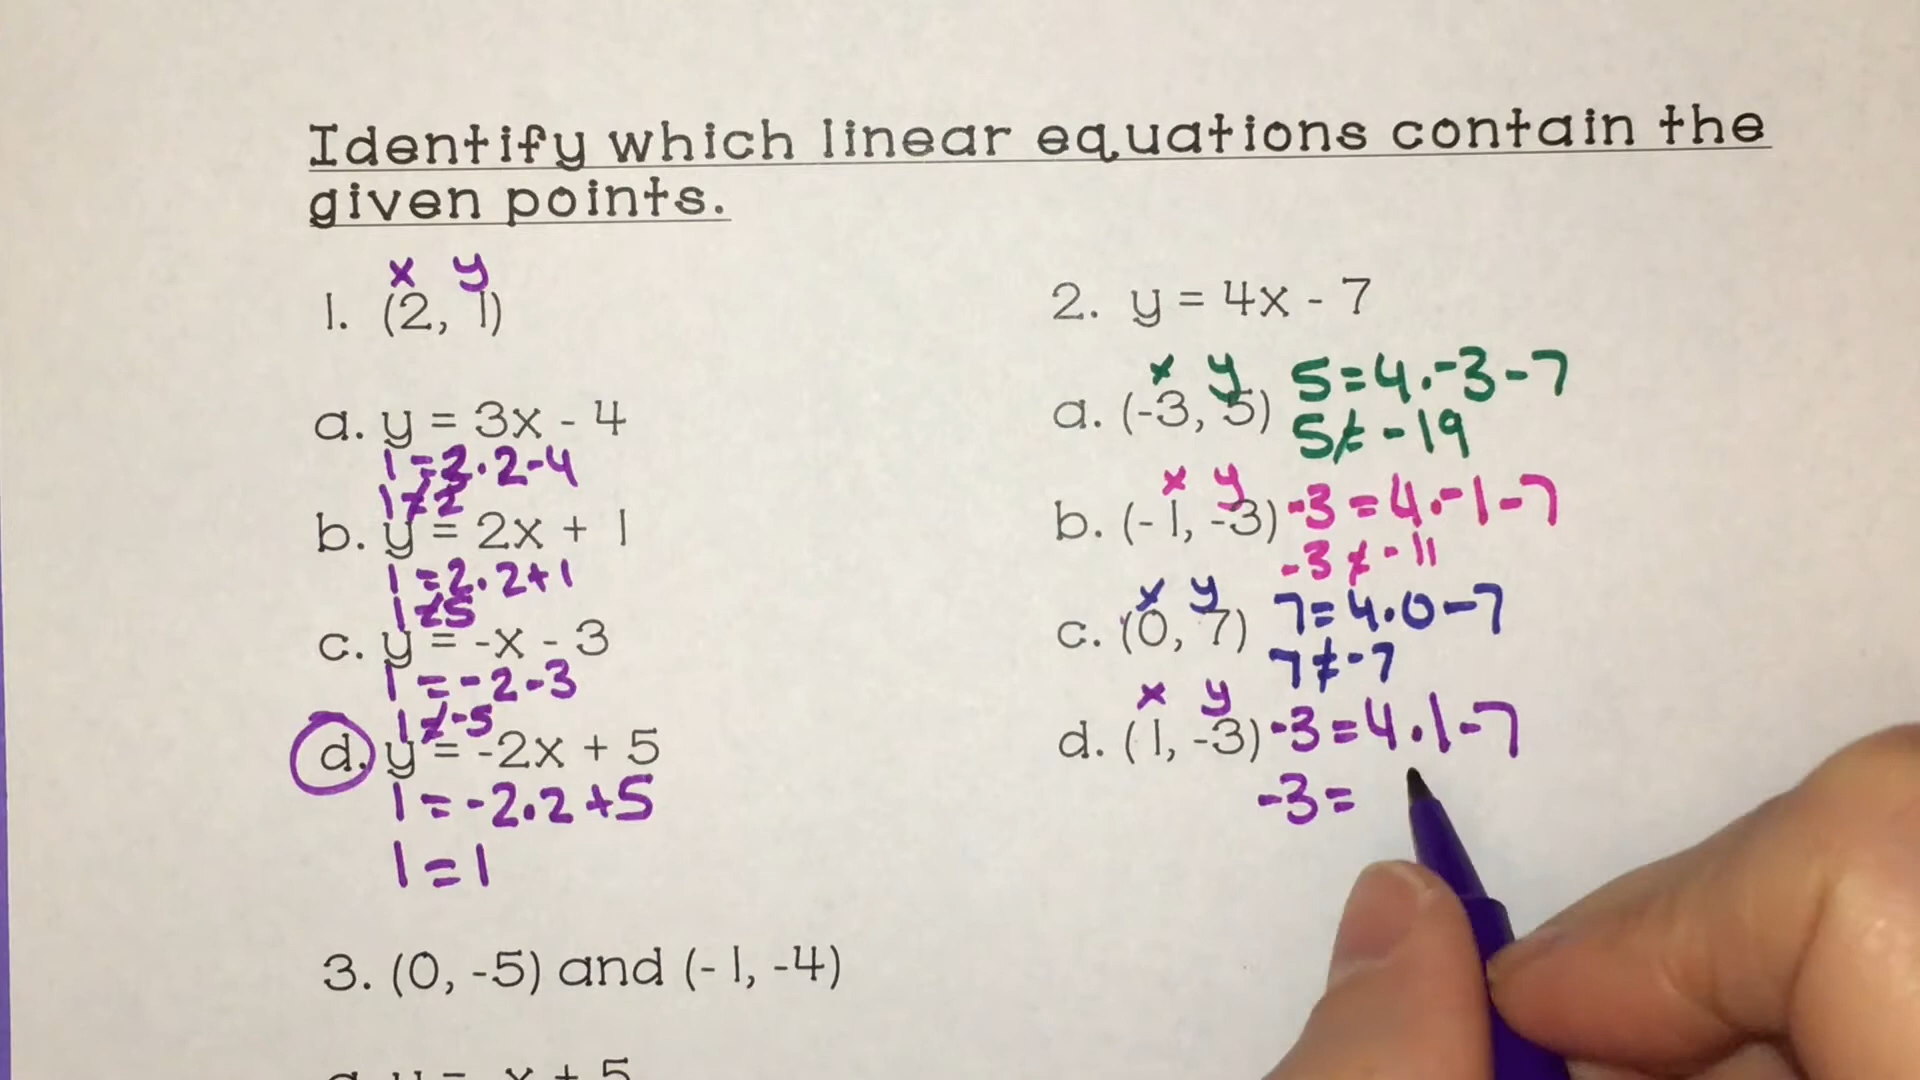 Identify which linear equations contain the
given points.
x y
1. (2, 1)
a. y = 3x - 4
1=3·2-4
1≠2
b. y = 2x + 1
1=2·2+1
1≠5
c. y = -x - 3
1=-2-3
1≠-5
d. y = -2x + 5
1=-2·2+5
1=1
2. y = 4x - 7
x y
a. (-3, 5) 5=4·-3-7
5≠-19
x y
b. (-1, -3) -3=4·-1-7
-3≠-11
x y
c. (0, 7) 7=4·0-7
7≠-7
x y
d. (1, -3) -3=4·1-7
-3=
3. (0, -5) and (-1, -4)